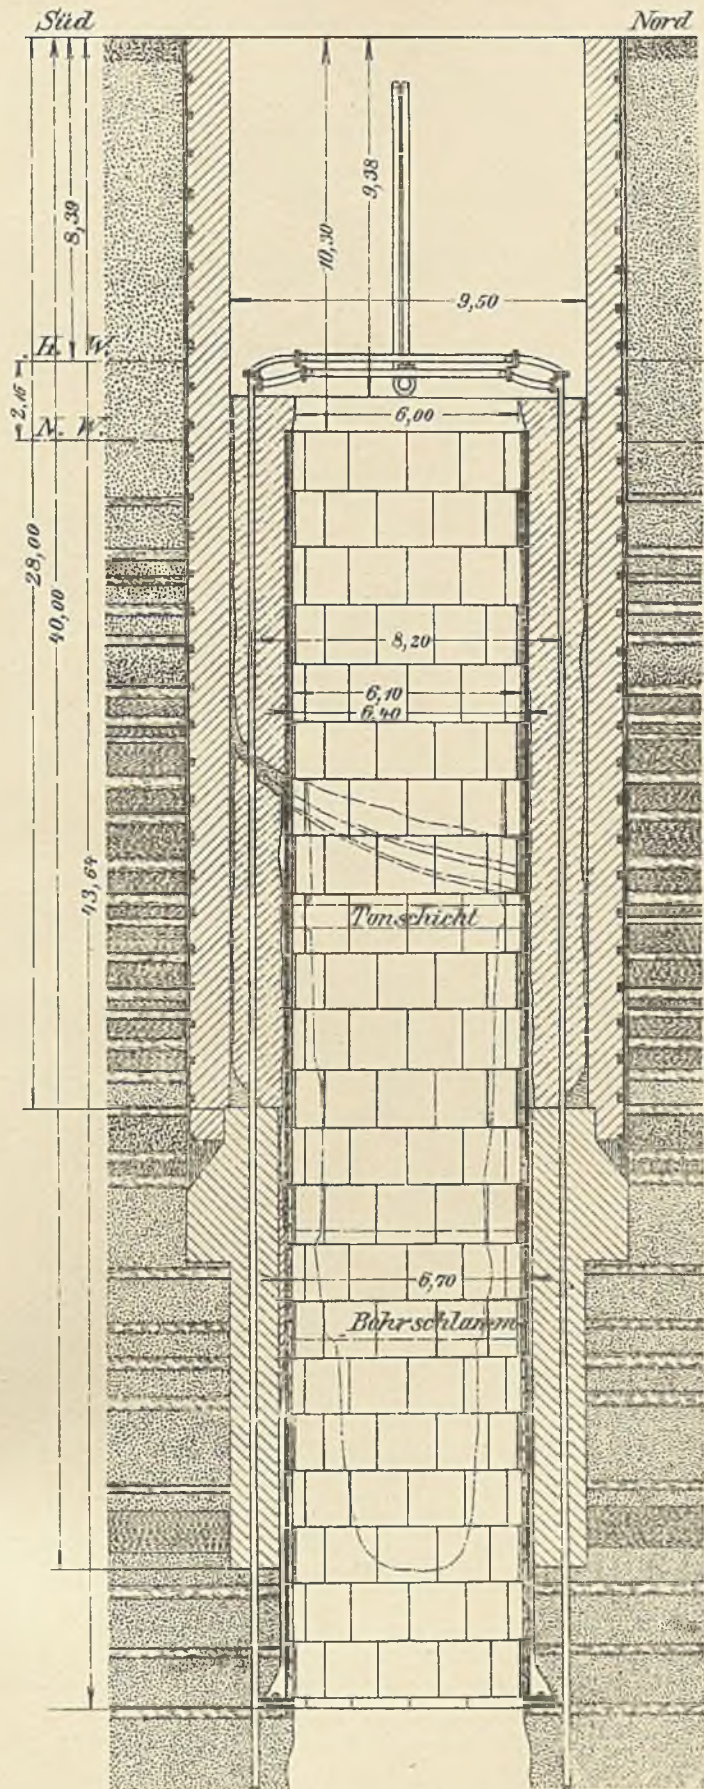 Süd
Nord
8,39
10,30
9,38
9,50
H. W.
2,16
N. W.
6,00
28,00
40,00
8,20
6,10
6,40
43,64
Tonschicht
6,70
Bohrschlamm